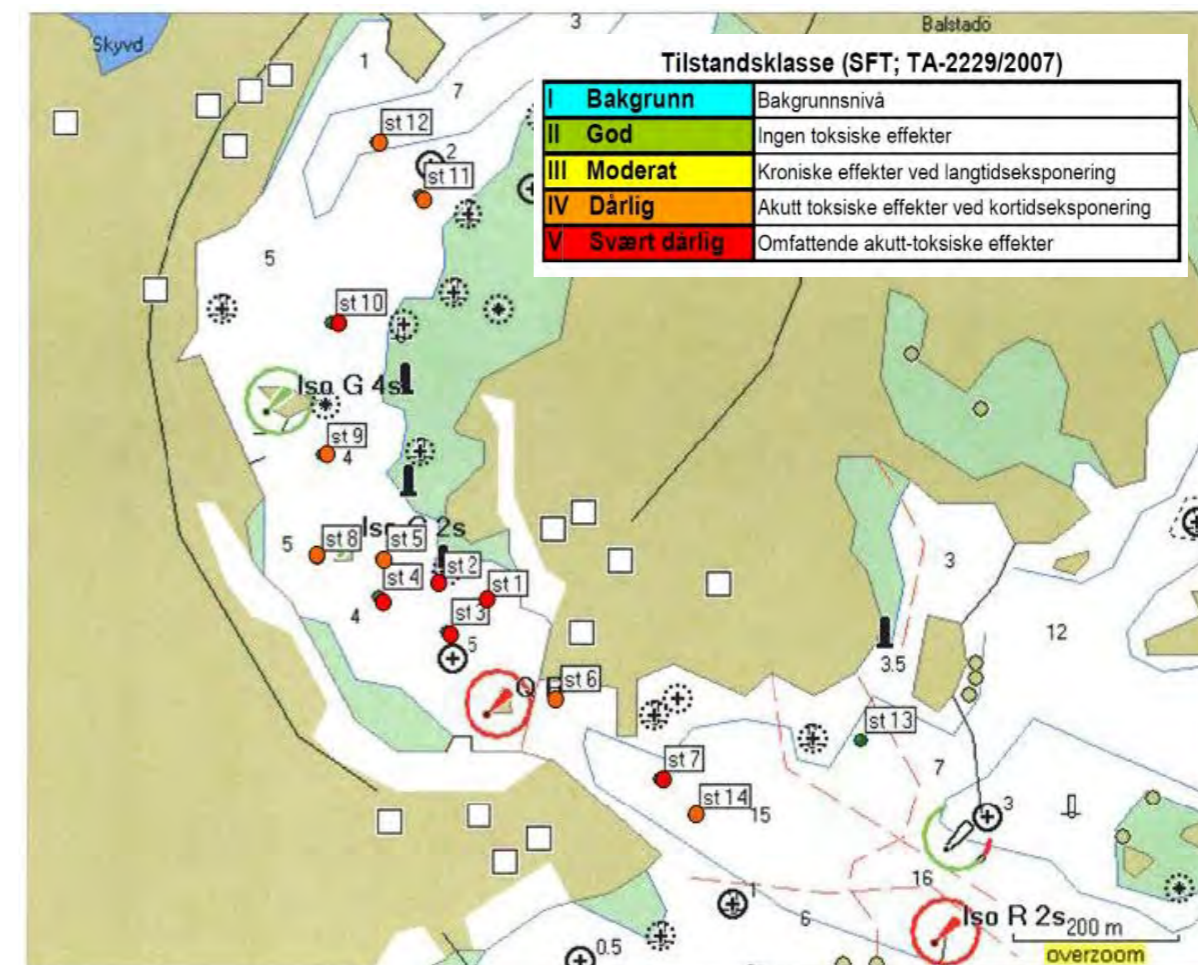 3
Balstadö
Skyvd
Tilstandsklasse (SFT; TA-2229/2007)
I Bakgrunn Bakgrunnsnivå
II God Ingen toksiske effekter
III Moderat Kroniske effekter ved langtidseksponering
IV Dårlig Akutt toksiske effekter ved kortidseksponering
V Svært dårlig Omfattende akutt-toksiske effekter
1
7
st 12
2
st 11
5
st 10
Iso G 4s
st 9
4
Iso G 2s
5
st 8
st 5
st 2
st 4
st 1
4
st 3
5
3
12
3.5
st 6
st 13
st 7
7
st 14
15
3
16
1
6
Iso R 2s
200 m
0.5
overzoom